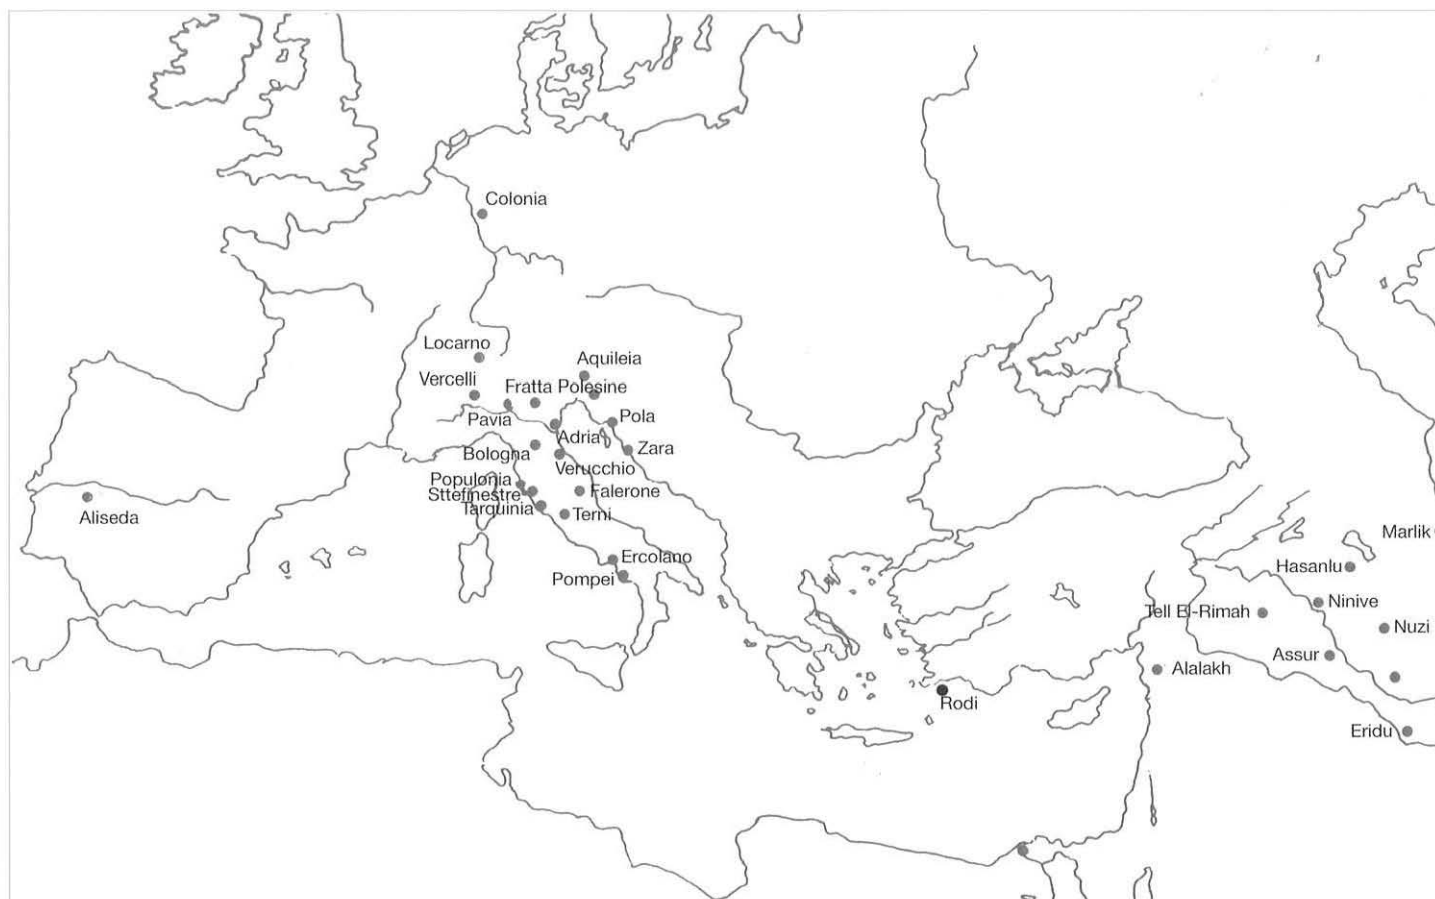 Colonia
Locarno
Aquileia
Vercelli
Fratta Polesine
Pavia
Pola
Adria
Bologna
Zara
Verucchio
Populonia
Sttefinestre
Falerone
Tarquinia
Terni
Aliseda
Ercolano
Pompei
Marlik
Hasanlu
Ninive
Tell El-Rimah
Nuzi
Assur
Alalakh
Rodi
Eridu